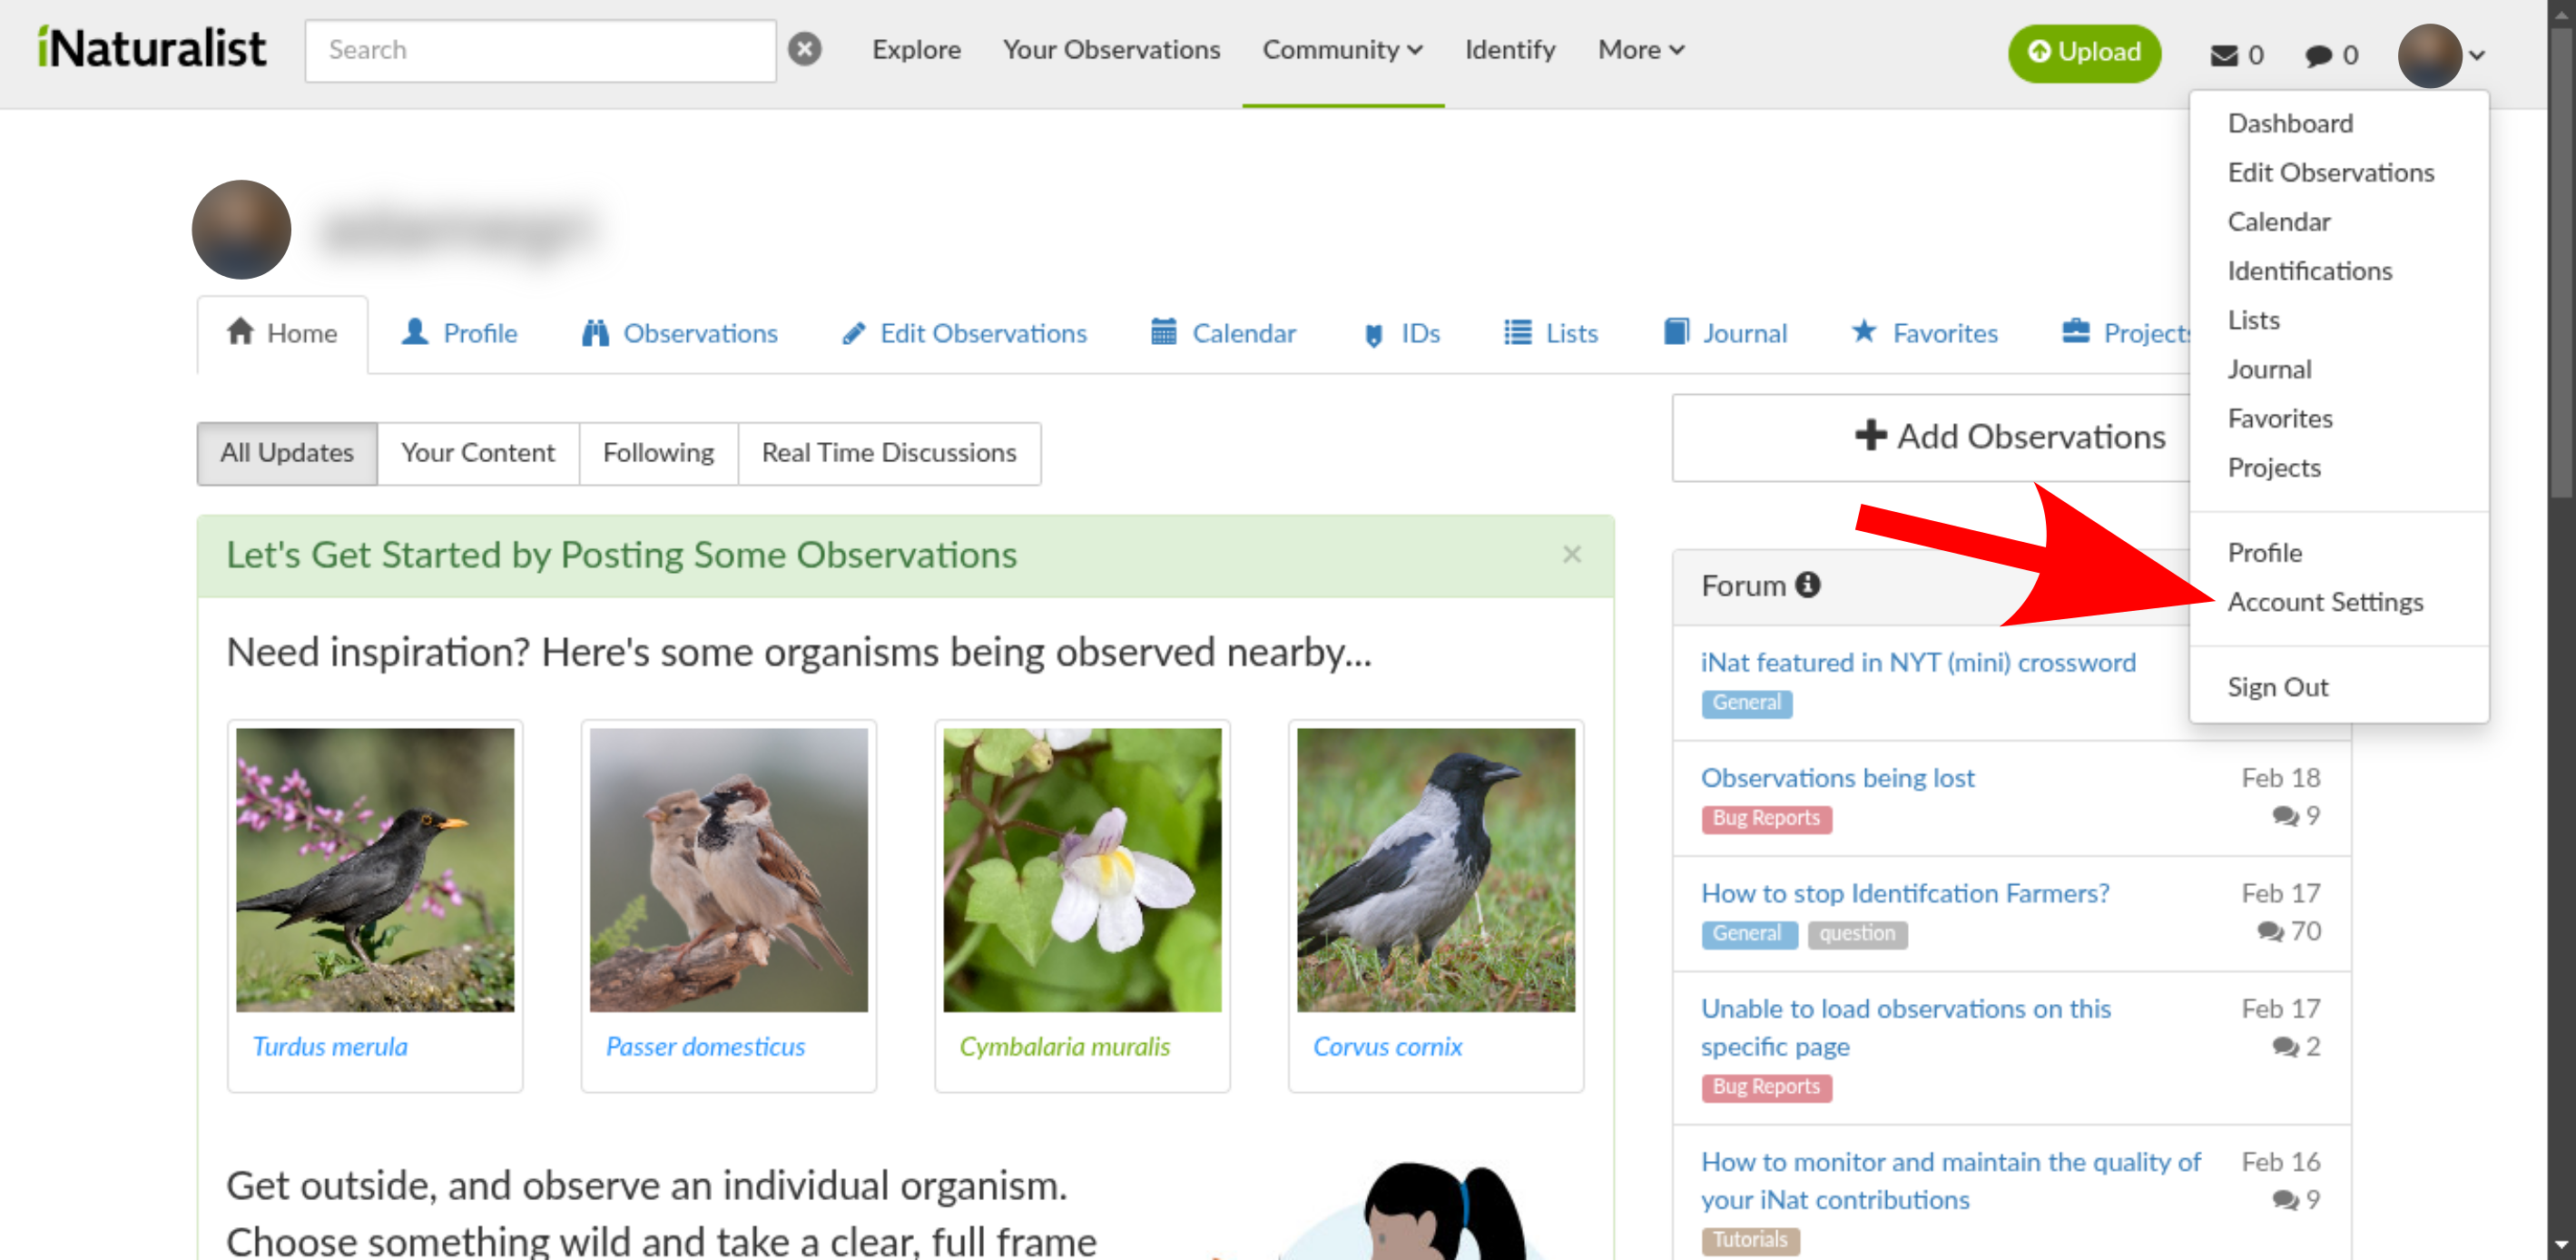 iNaturalist
Search
Explore
Your Observations
Community
Identify
More
Upload
0
0
Dashboard
Edit Observations
Calendar
Identifications
Lists
Journal
Favorites
Projects
Profile
Account Settings
Sign Out
Home
Profile
Observations
Edit Observations
Calendar
IDs
Lists
Journal
Favorites
Projects
All Updates
Your Content
Following
Real Time Discussions
Add Observations
Let's Get Started by Posting Some Observations
×
Need inspiration? Here's some organisms being observed nearby...
Turdus merula
Passer domesticus
Cymbalaria muralis
Corvus cornix
Get outside, and observe an individual organism.
Choose something wild and take a clear, full frame
Forum
iNat featured in NYT (mini) crossword
General
Observations being lost
Feb 18
Bug Reports
9
How to stop Identifcation Farmers?
Feb 17
General
question
70
Unable to load observations on this
Feb 17
specific page
2
Bug Reports
How to monitor and maintain the quality of
Feb 16
your iNat contributions
9
Tutorials